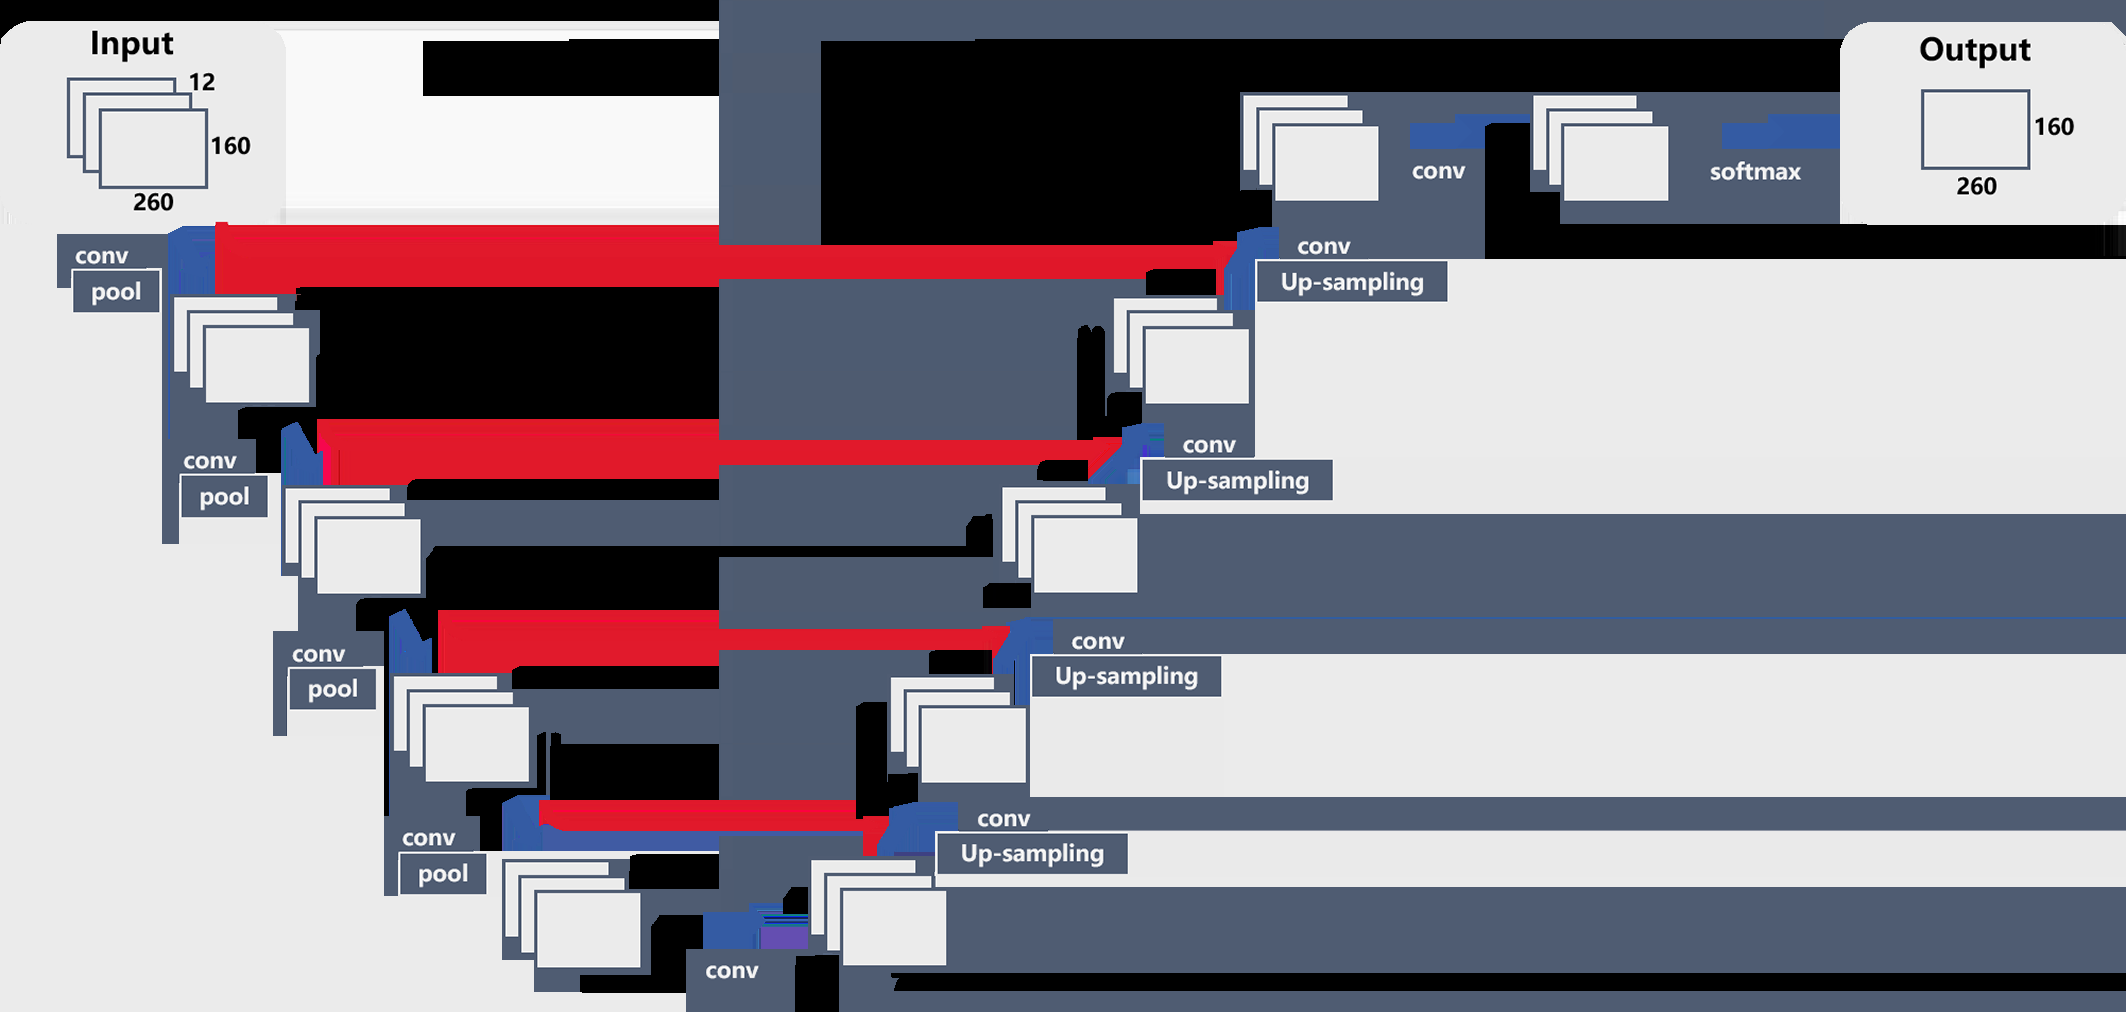 Input
12
160
260
Output
160
260
conv
softmax
conv
pool
conv
Up-sampling
conv
pool
conv
Up-sampling
conv
pool
conv
Up-sampling
conv
pool
conv
Up-sampling
conv